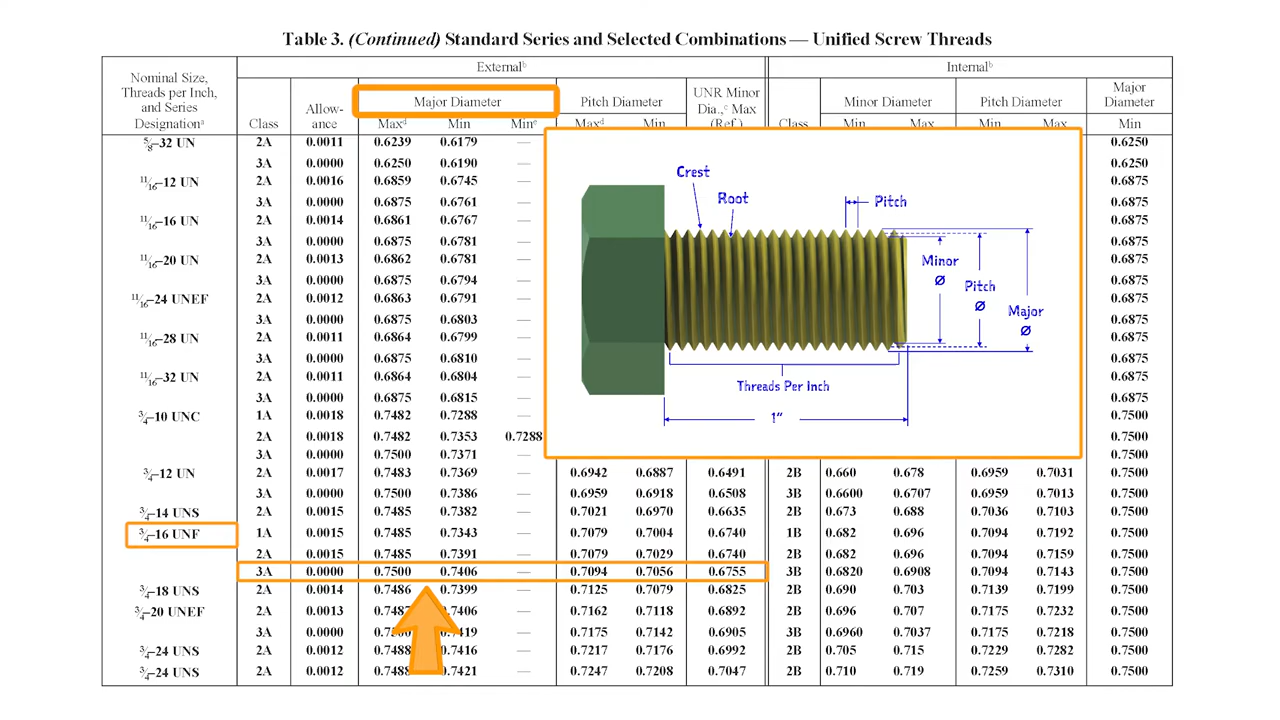 Table 3. (Continued) Standard Series and Selected Combinations — Unified Screw Threads
Nominal Size, Threads per Inch, and Series Designationa
Externalb
Internalb
Class
Allow-ance
Major Diameter
Pitch Diameter
UNR Minor Dia.,c Max (Ref.)
Class
Minor Diameter
Pitch Diameter
Major Diameter
Maxd Min Mine Maxd Min Min Max Min Max Min
5/8–32 UN 2A 0.0011 0.6239 0.6179 — 0.6250
3A 0.0000 0.6250 0.6190 — 0.6250
11/16–12 UN 2A 0.0016 0.6859 0.6745 — 0.6875
3A 0.0000 0.6875 0.6761 — 0.6875
11/16–16 UN 2A 0.0014 0.6861 0.6767 — 0.6875
3A 0.0000 0.6875 0.6781 — 0.6875
11/16–20 UN 2A 0.0013 0.6862 0.6781 — 0.6875
3A 0.0000 0.6875 0.6794 — 0.6875
11/16–24 UNEF 2A 0.0012 0.6863 0.6791 — 0.6875
3A 0.0000 0.6875 0.6803 — 0.6875
11/16–28 UN 2A 0.0011 0.6864 0.6799 — 0.6875
3A 0.0000 0.6875 0.6810 — 0.6875
11/16–32 UN 2A 0.0011 0.6864 0.6804 — 0.6875
3A 0.0000 0.6875 0.6815 — 0.6875
3/4–10 UNC 1A 0.0018 0.7482 0.7288 — 0.7500
2A 0.0018 0.7482 0.7353 0.7288 0.7500
3A 0.0000 0.7500 0.7371 — 0.7500
3/4–12 UN 2A 0.0017 0.7483 0.7369 — 0.6942 0.6887 0.6491 2B 0.660 0.678 0.6959 0.7031 0.7500
3A 0.0000 0.7500 0.7386 — 0.6959 0.6918 0.6508 3B 0.6600 0.6707 0.6959 0.7013 0.7500
3/4–14 UNS 2A 0.0015 0.7485 0.7382 — 0.7021 0.6970 0.6635 2B 0.673 0.688 0.7036 0.7103 0.7500
3/4–16 UNF 1A 0.0015 0.7485 0.7343 — 0.7079 0.7004 0.6740 1B 0.682 0.696 0.7094 0.7192 0.7500
2A 0.0015 0.7485 0.7391 — 0.7079 0.7029 0.6740 2B 0.682 0.696 0.7094 0.7159 0.7500
3A 0.0000 0.7500 0.7406 — 0.7094 0.7056 0.6755 3B 0.6820 0.6908 0.7094 0.7143 0.7500
3/4–18 UNS 2A 0.0014 0.7486 0.7399 — 0.7125 0.7079 0.6825 2B 0.690 0.703 0.7139 0.7199 0.7500
3/4–20 UNEF 2A 0.0013 0.7406 — 0.7162 0.7118 0.6892 2B 0.696 0.707 0.7175 0.7232 0.7500
3A 0.0000 — 0.7175 0.7142 0.6905 3B 0.6960 0.7037 0.7175 0.7218 0.7500
3/4–24 UNS 2A 0.0012 0.7488 0.7416 — 0.7217 0.7176 0.6992 2B 0.705 0.715 0.7229 0.7282 0.7500
3/4–24 UNS 2A 0.0012 0.7488 0.7421 — 0.7247 0.7208 0.7047 2B 0.710 0.719 0.7259 0.7310 0.7500
Crest
Root
Pitch
Minor Ø
Pitch Ø
Major Ø
Threads Per Inch
1"